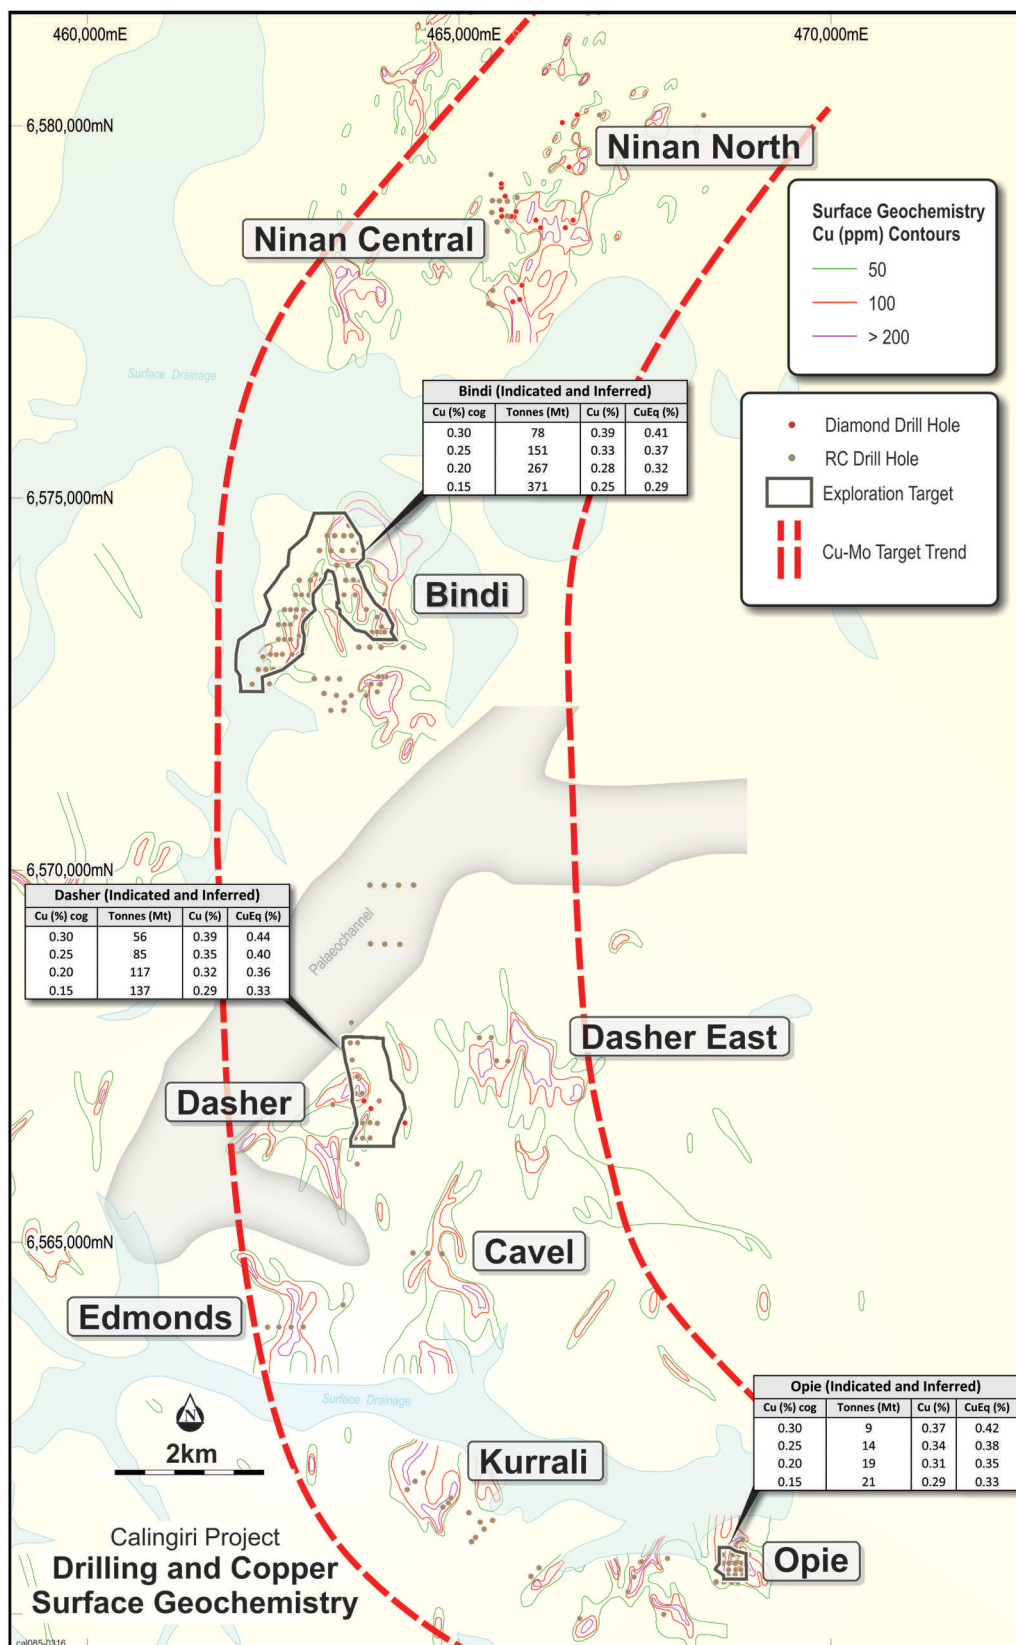 460,000mE 465,000mE 470,000mE
6,580,000mN
Ninan North
Surface Geochemistry
Cu (ppm) Contours
50
100
> 200
Ninan Central
Surface Drainage
Bindi (Indicated and Inferred)
Cu (%) cog Tonnes (Mt) Cu (%) CuEq (%)
0.30 78 0.39 0.41
0.25 151 0.33 0.37
0.20 267 0.28 0.32
0.15 371 0.25 0.29
Diamond Drill Hole
RC Drill Hole
Exploration Target
Cu-Mo Target Trend
6,575,000mN
Bindi
6,570,000mN
Dasher (Indicated and Inferred)
Cu (%) cog Tonnes (Mt) Cu (%) CuEq (%)
0.30 56 0.39 0.44
0.25 85 0.35 0.40
0.20 117 0.32 0.36
0.15 137 0.29 0.33
Palaeochannel
Dasher East
Dasher
6,565,000mN
Cavel
Edmonds
Opie (Indicated and Inferred)
Cu (%) cog Tonnes (Mt) Cu (%) CuEq (%)
0.30 9 0.37 0.42
0.25 14 0.34 0.38
0.20 19 0.31 0.35
0.15 21 0.29 0.33
Surface Drainage
N
2km
Kurrali
Calingiri Project
Drilling and Copper
Surface Geochemistry
Opie
cal085-0316